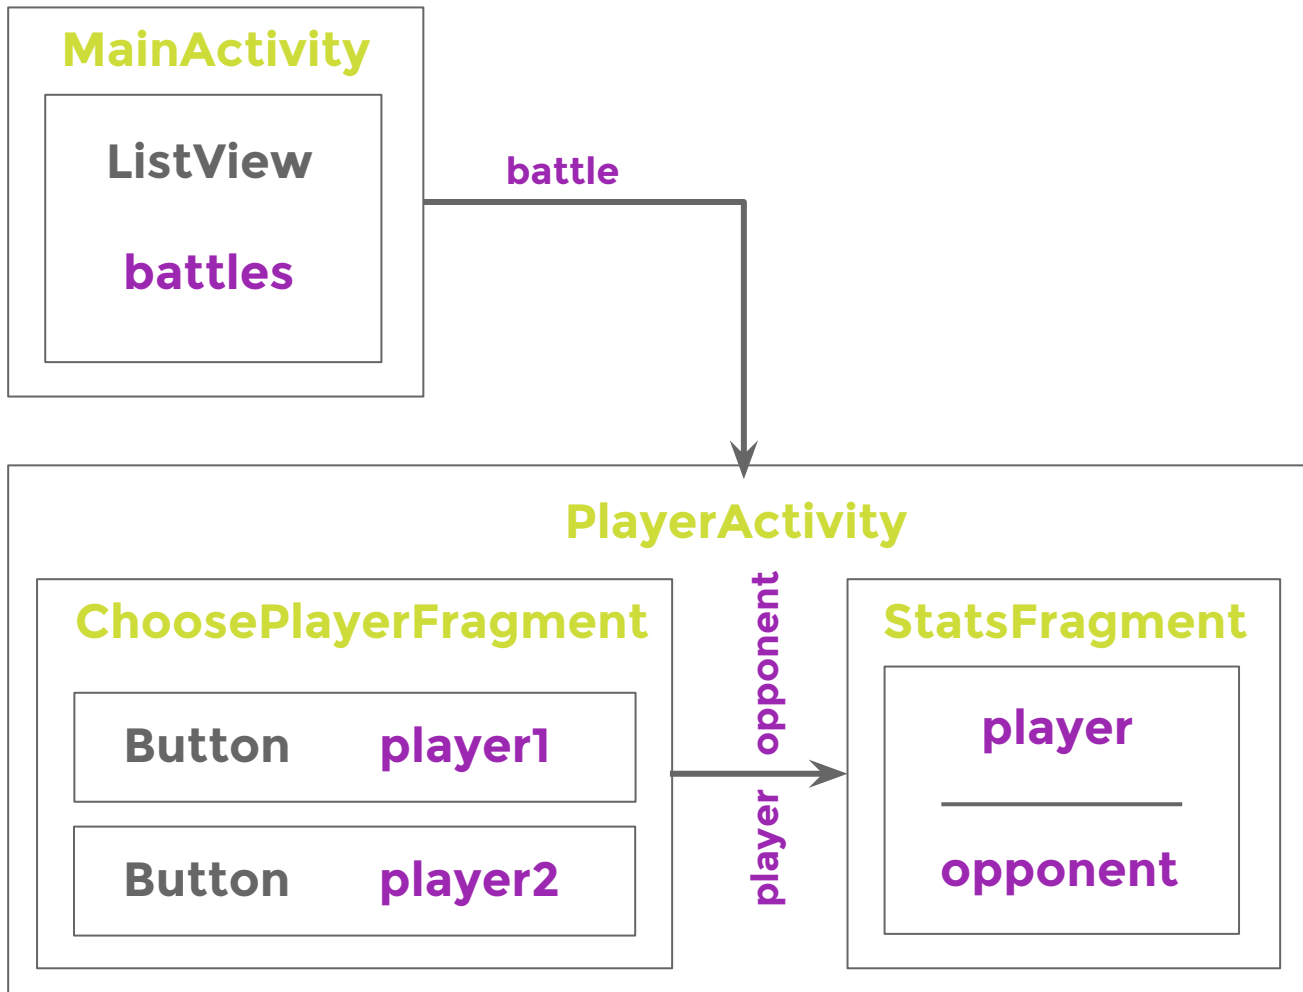 MainActivity
ListView
battles
battle
PlayerActivity
ChoosePlayerFragment
Button player1
Button player2
player opponent
StatsFragment
player
opponent